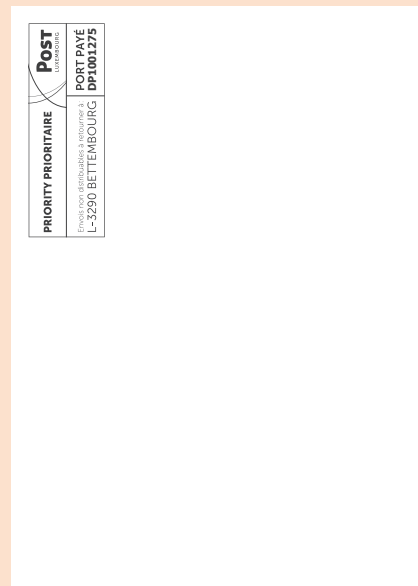 PRIORITY PRIORITAIRE
Post
LUXEMBOURG
Envois non distribuables à retourner à:
L-3290 BETTEMBOURG
PORT PAYÉ
DP1001275